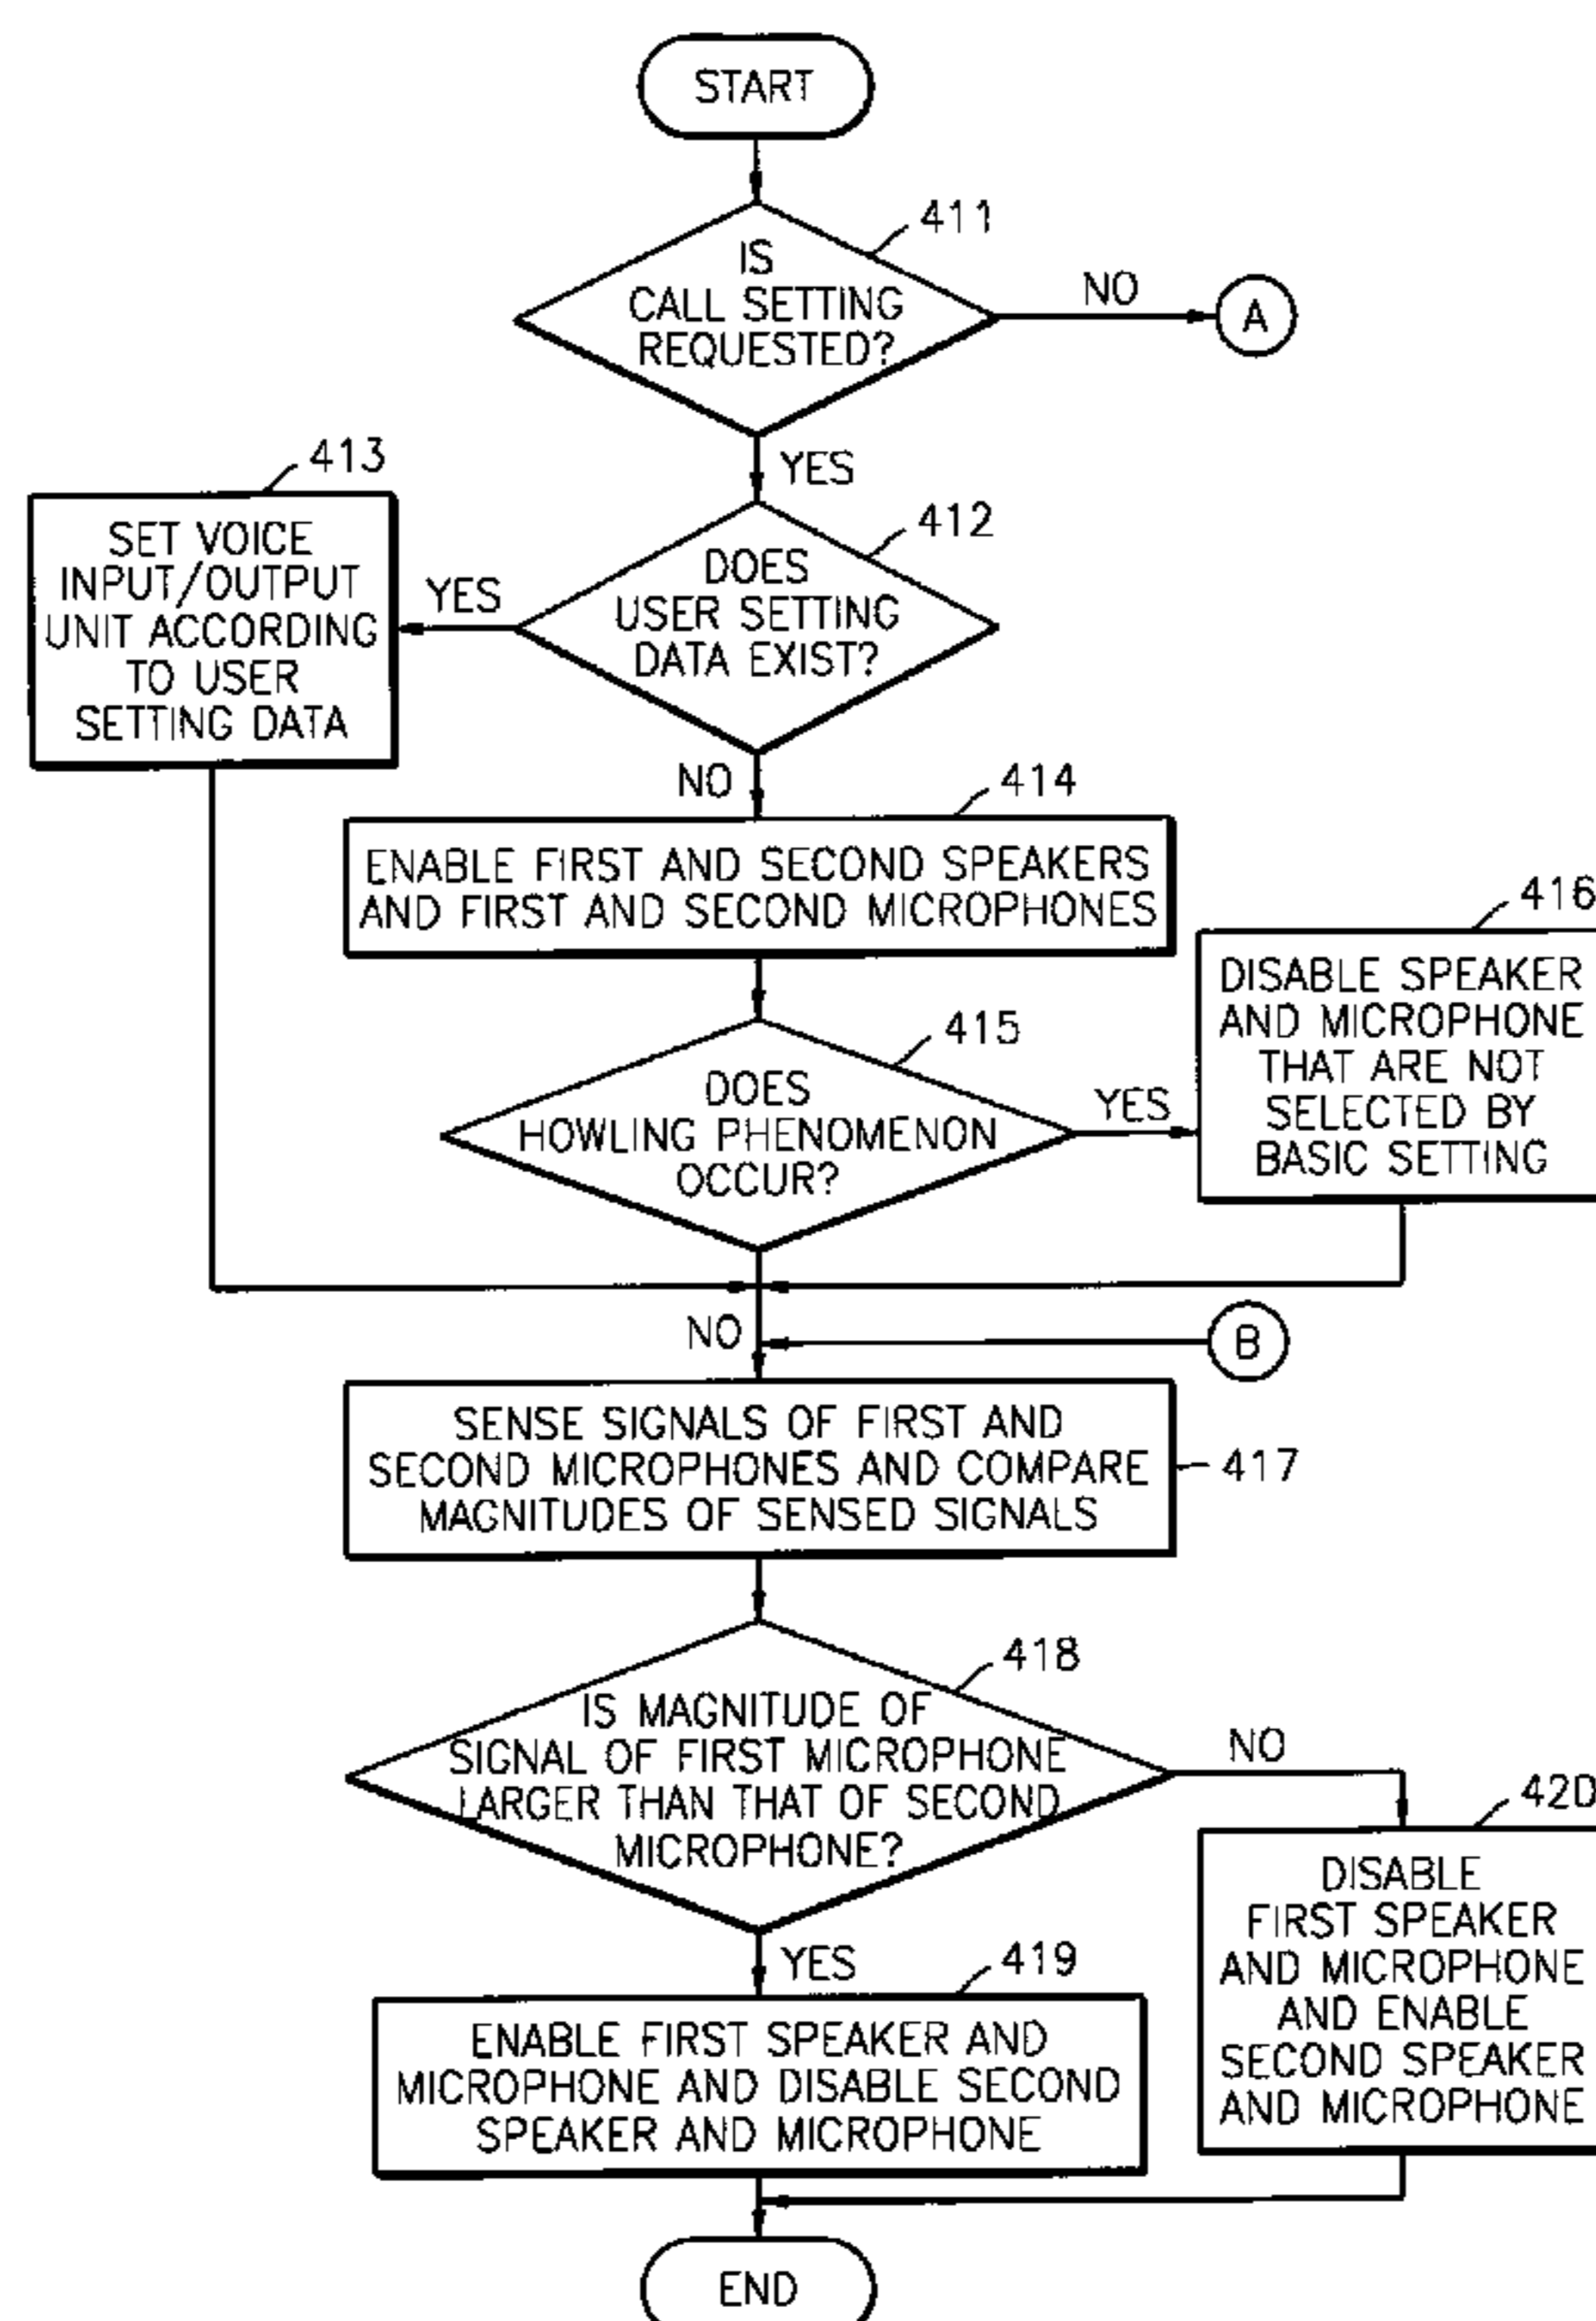 START
411
IS
CALL SETTING
REQUESTED?
NO
A
YES
413
412
SET VOICE
INPUT/OUTPUT
UNIT ACCORDING
TO USER
SETTING DATA
YES
DOES
USER SETTING
DATA EXIST?
NO
414
ENABLE FIRST AND SECOND SPEAKERS
AND FIRST AND SECOND MICROPHONES
416
DISABLE SPEAKER
AND MICROPHONE
THAT ARE NOT
SELECTED BY
BASIC SETTING
415
DOES
HOWLING PHENOMENON
OCCUR?
YES
NO
B
SENSE SIGNALS OF FIRST AND
SECOND MICROPHONES AND COMPARE
MAGNITUDES OF SENSED SIGNALS
417
418
IS MAGNITUDE OF
SIGNAL OF FIRST MICROPHONE
LARGER THAN THAT OF SECOND
MICROPHONE?
NO
420
DISABLE
FIRST SPEAKER
AND MICROPHONE
AND ENABLE
SECOND SPEAKER
AND MICROPHONE
YES
419
ENABLE FIRST SPEAKER AND
MICROPHONE AND DISABLE SECOND
SPEAKER AND MICROPHONE
END